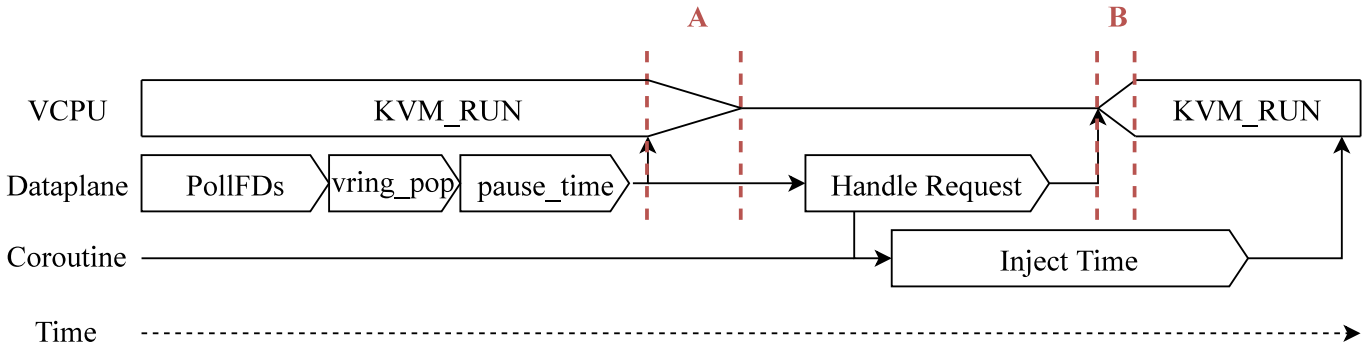 A
B
VCPU
KVM_RUN
KVM_RUN
Dataplane
PollFDs
vring_pop
pause_time
Handle Request
Coroutine
Inject Time
Time